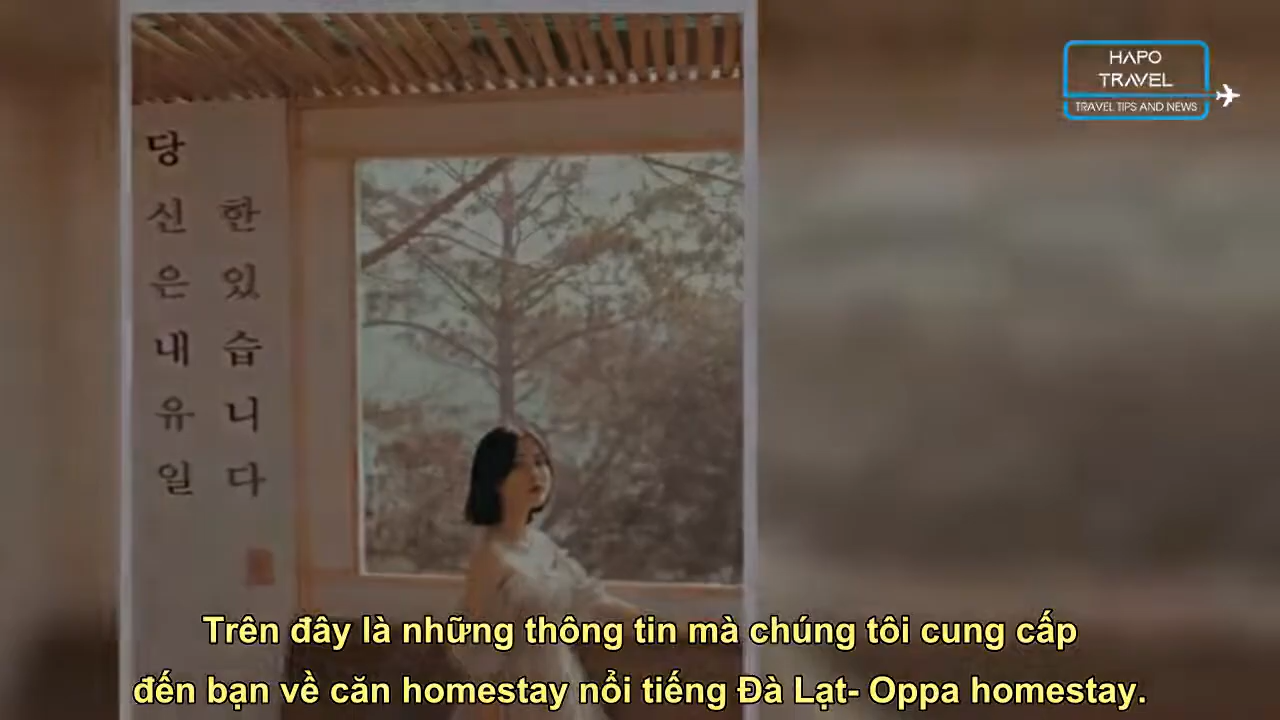 HAPO
TRAVEL
TRAVEL TIPS AND NEWS
당신은내유일
한있습니다
Trên đây là những thông tin mà chúng tôi cung cấp
đến bạn về căn homestay nổi tiếng Đà Lạt- Oppa homestay.